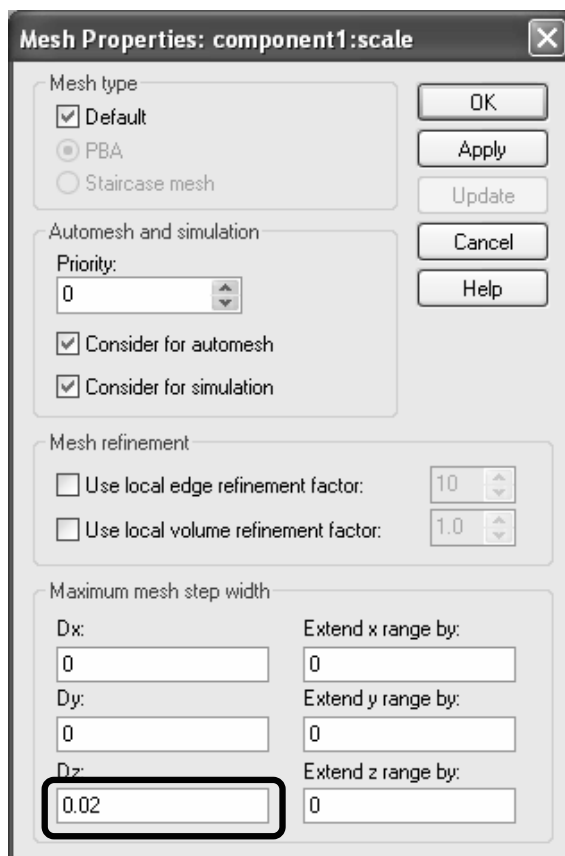 Mesh Properties: component1:scale
Mesh type
Default
PBA
Staircase mesh
OK
Apply
Update
Cancel
Help
Automesh and simulation
Priority:
0
Consider for automesh
Consider for simulation
Mesh refinement
Use local edge refinement factor: 10
Use local volume refinement factor: 1.0
Maximum mesh step width
Dx: Extend x range by:
0 0
Dy: Extend y range by:
0 0
Dz: Extend z range by:
0.02 0